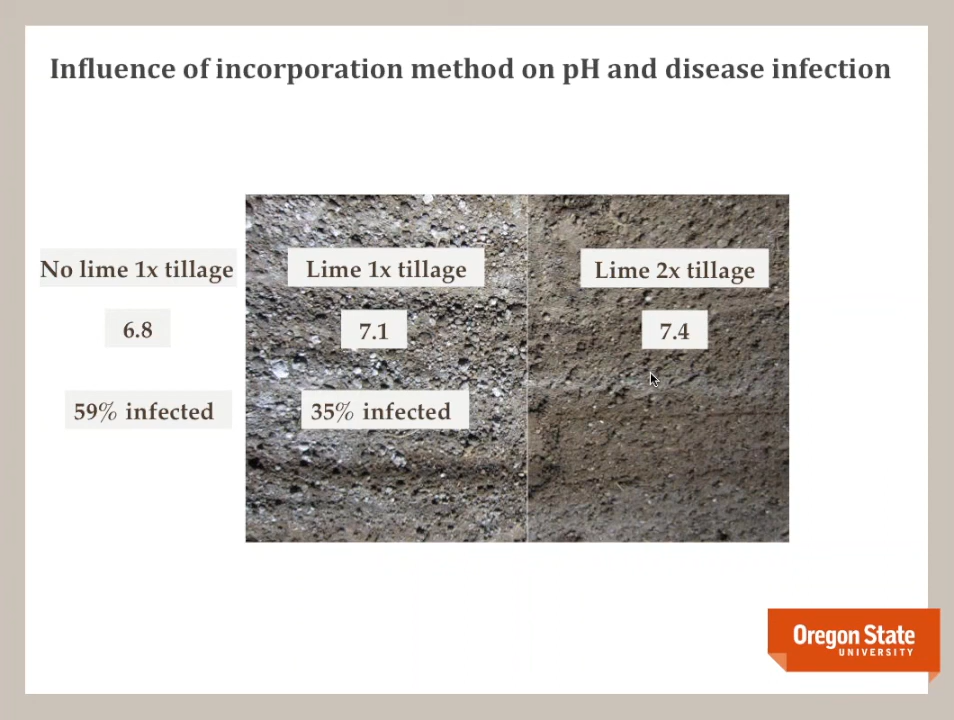 Influence of incorporation method on pH and disease infection
No lime 1x tillage
Lime 1x tillage
Lime 2x tillage
6.8
7.1
7.4
59% infected
35% infected
Oregon State
UNIVERSITY